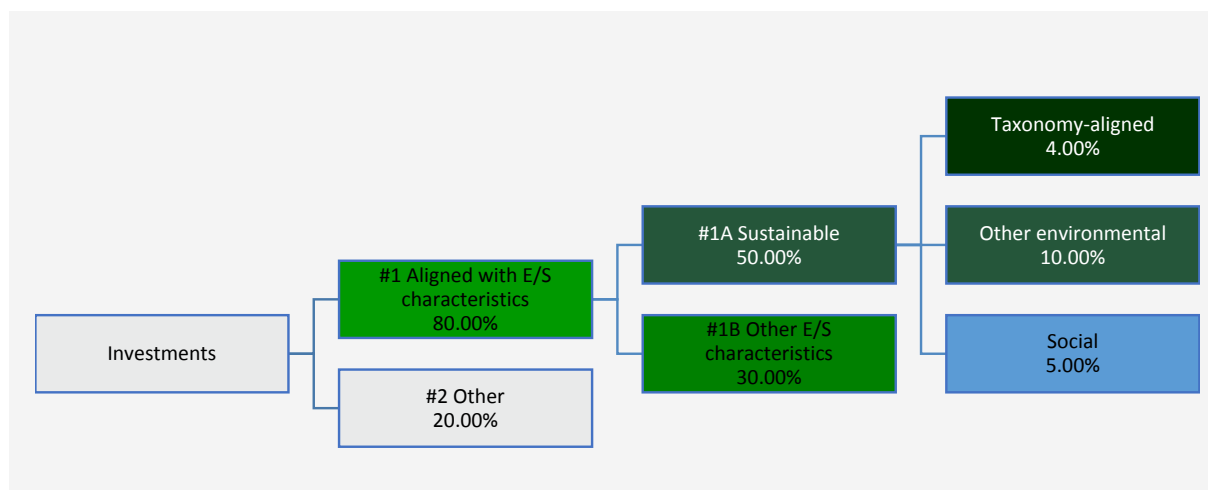 Investments
#1 Aligned with E/S
characteristics
80.00%
#2 Other
20.00%
#1A Sustainable
50.00%
#1B Other E/S
characteristics
30.00%
Taxonomy-aligned
4.00%
Other environmental
10.00%
Social
5.00%